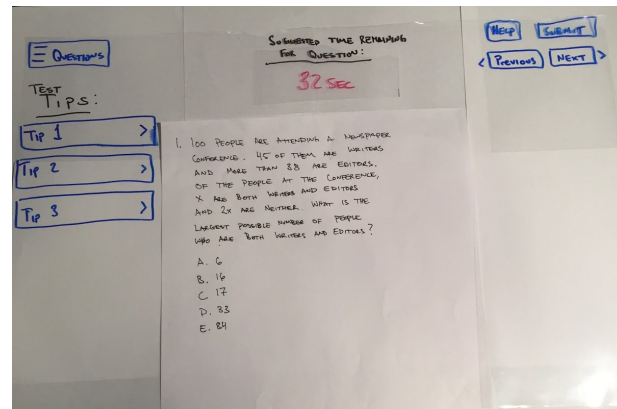 Questions
Test
Tips:
Tip 1
Tip 2
Tip 3
Suggested Time Remaining
For Question:
32 sec
Help
Submit
Previous
Next
1. 100 people are attending a newspaper
conference. 45 of them are writers
and more than 38 are editors.
Of the people at the conference,
X are both writers and editors
and 2x are neither. What is the
largest possible number of people
who are both writers and editors?
A. 6
B. 16
C 17
D. 33
E. 84